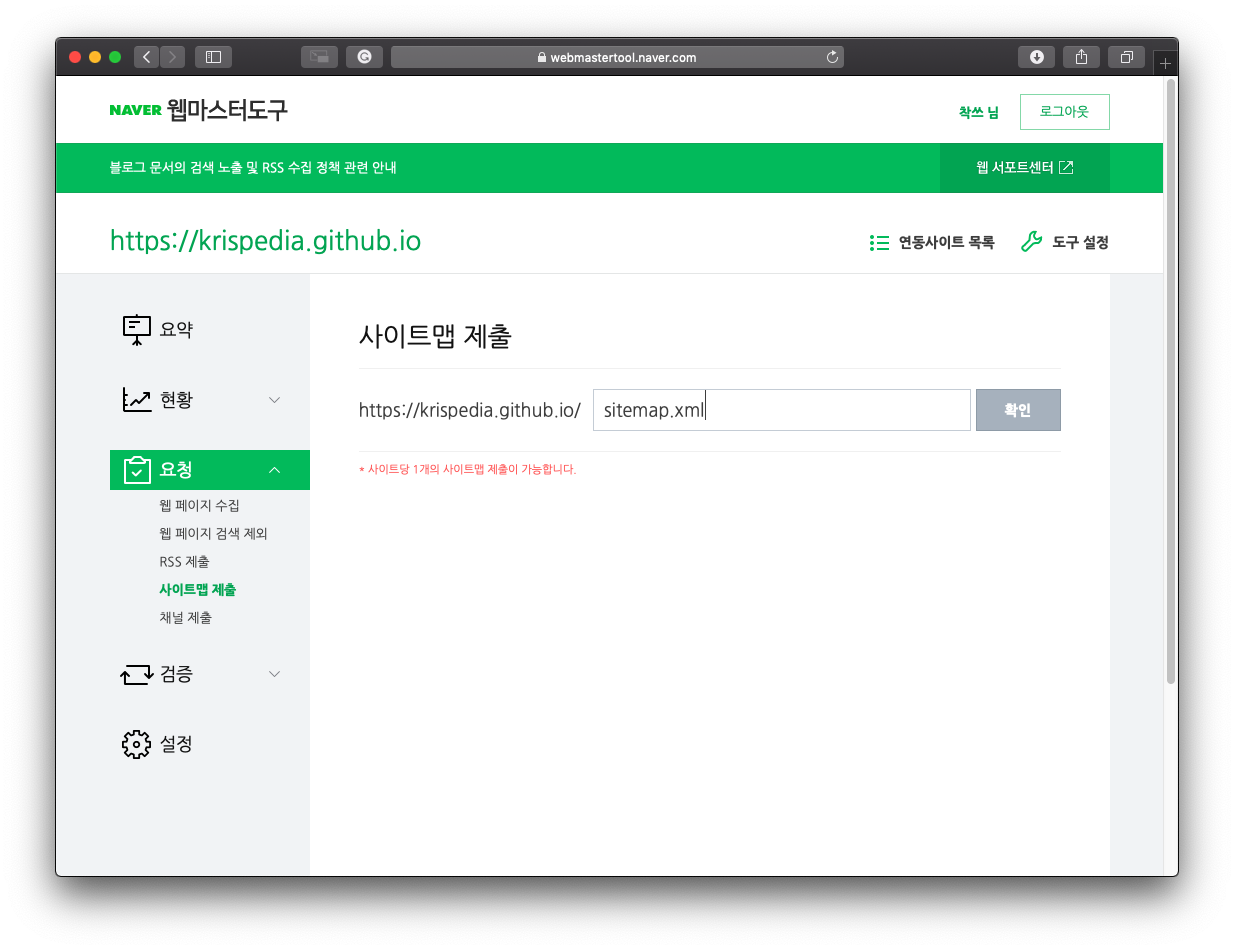 webmastertool.naver.com
NAVER 웹마스터도구
착쓰 님
로그아웃
블로그 문서의 검색 노출 및 RSS 수집 정책 관련 안내
웹 서포트센터
https://krispedia.github.io
연동사이트 목록
도구 설정
요약
현황
요청
웹 페이지 수집
웹 페이지 검색 제외
RSS 제출
사이트맵 제출
채널 제출
검증
설정
사이트맵 제출
https://krispedia.github.io/ sitemap.xml 확인
* 사이트당 1개의 사이트맵 제출이 가능합니다.